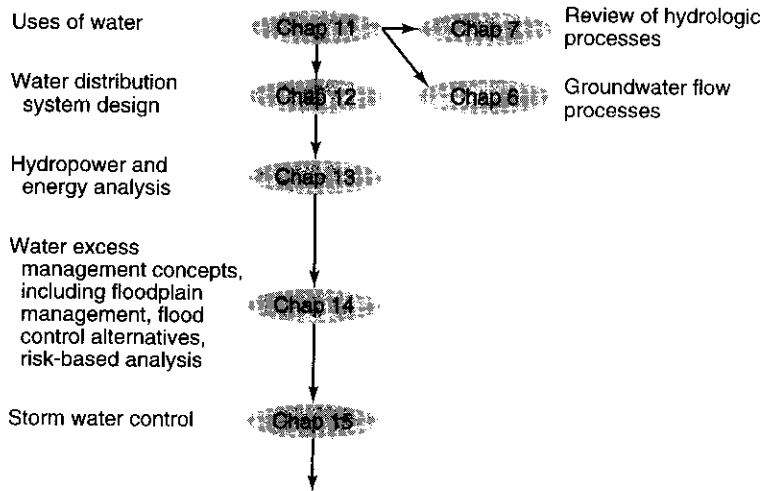 Uses of water
Chap 11
Chap 7
Review of hydrologic
processes
Water distribution
system design
Chap 12
Chap 6
Groundwater flow
processes
Hydropower and
energy analysis
Chap 13
Water excess
management concepts,
including floodplain
management, flood
control alternatives,
risk-based analysis
Chap 14
Storm water control
Chap 15